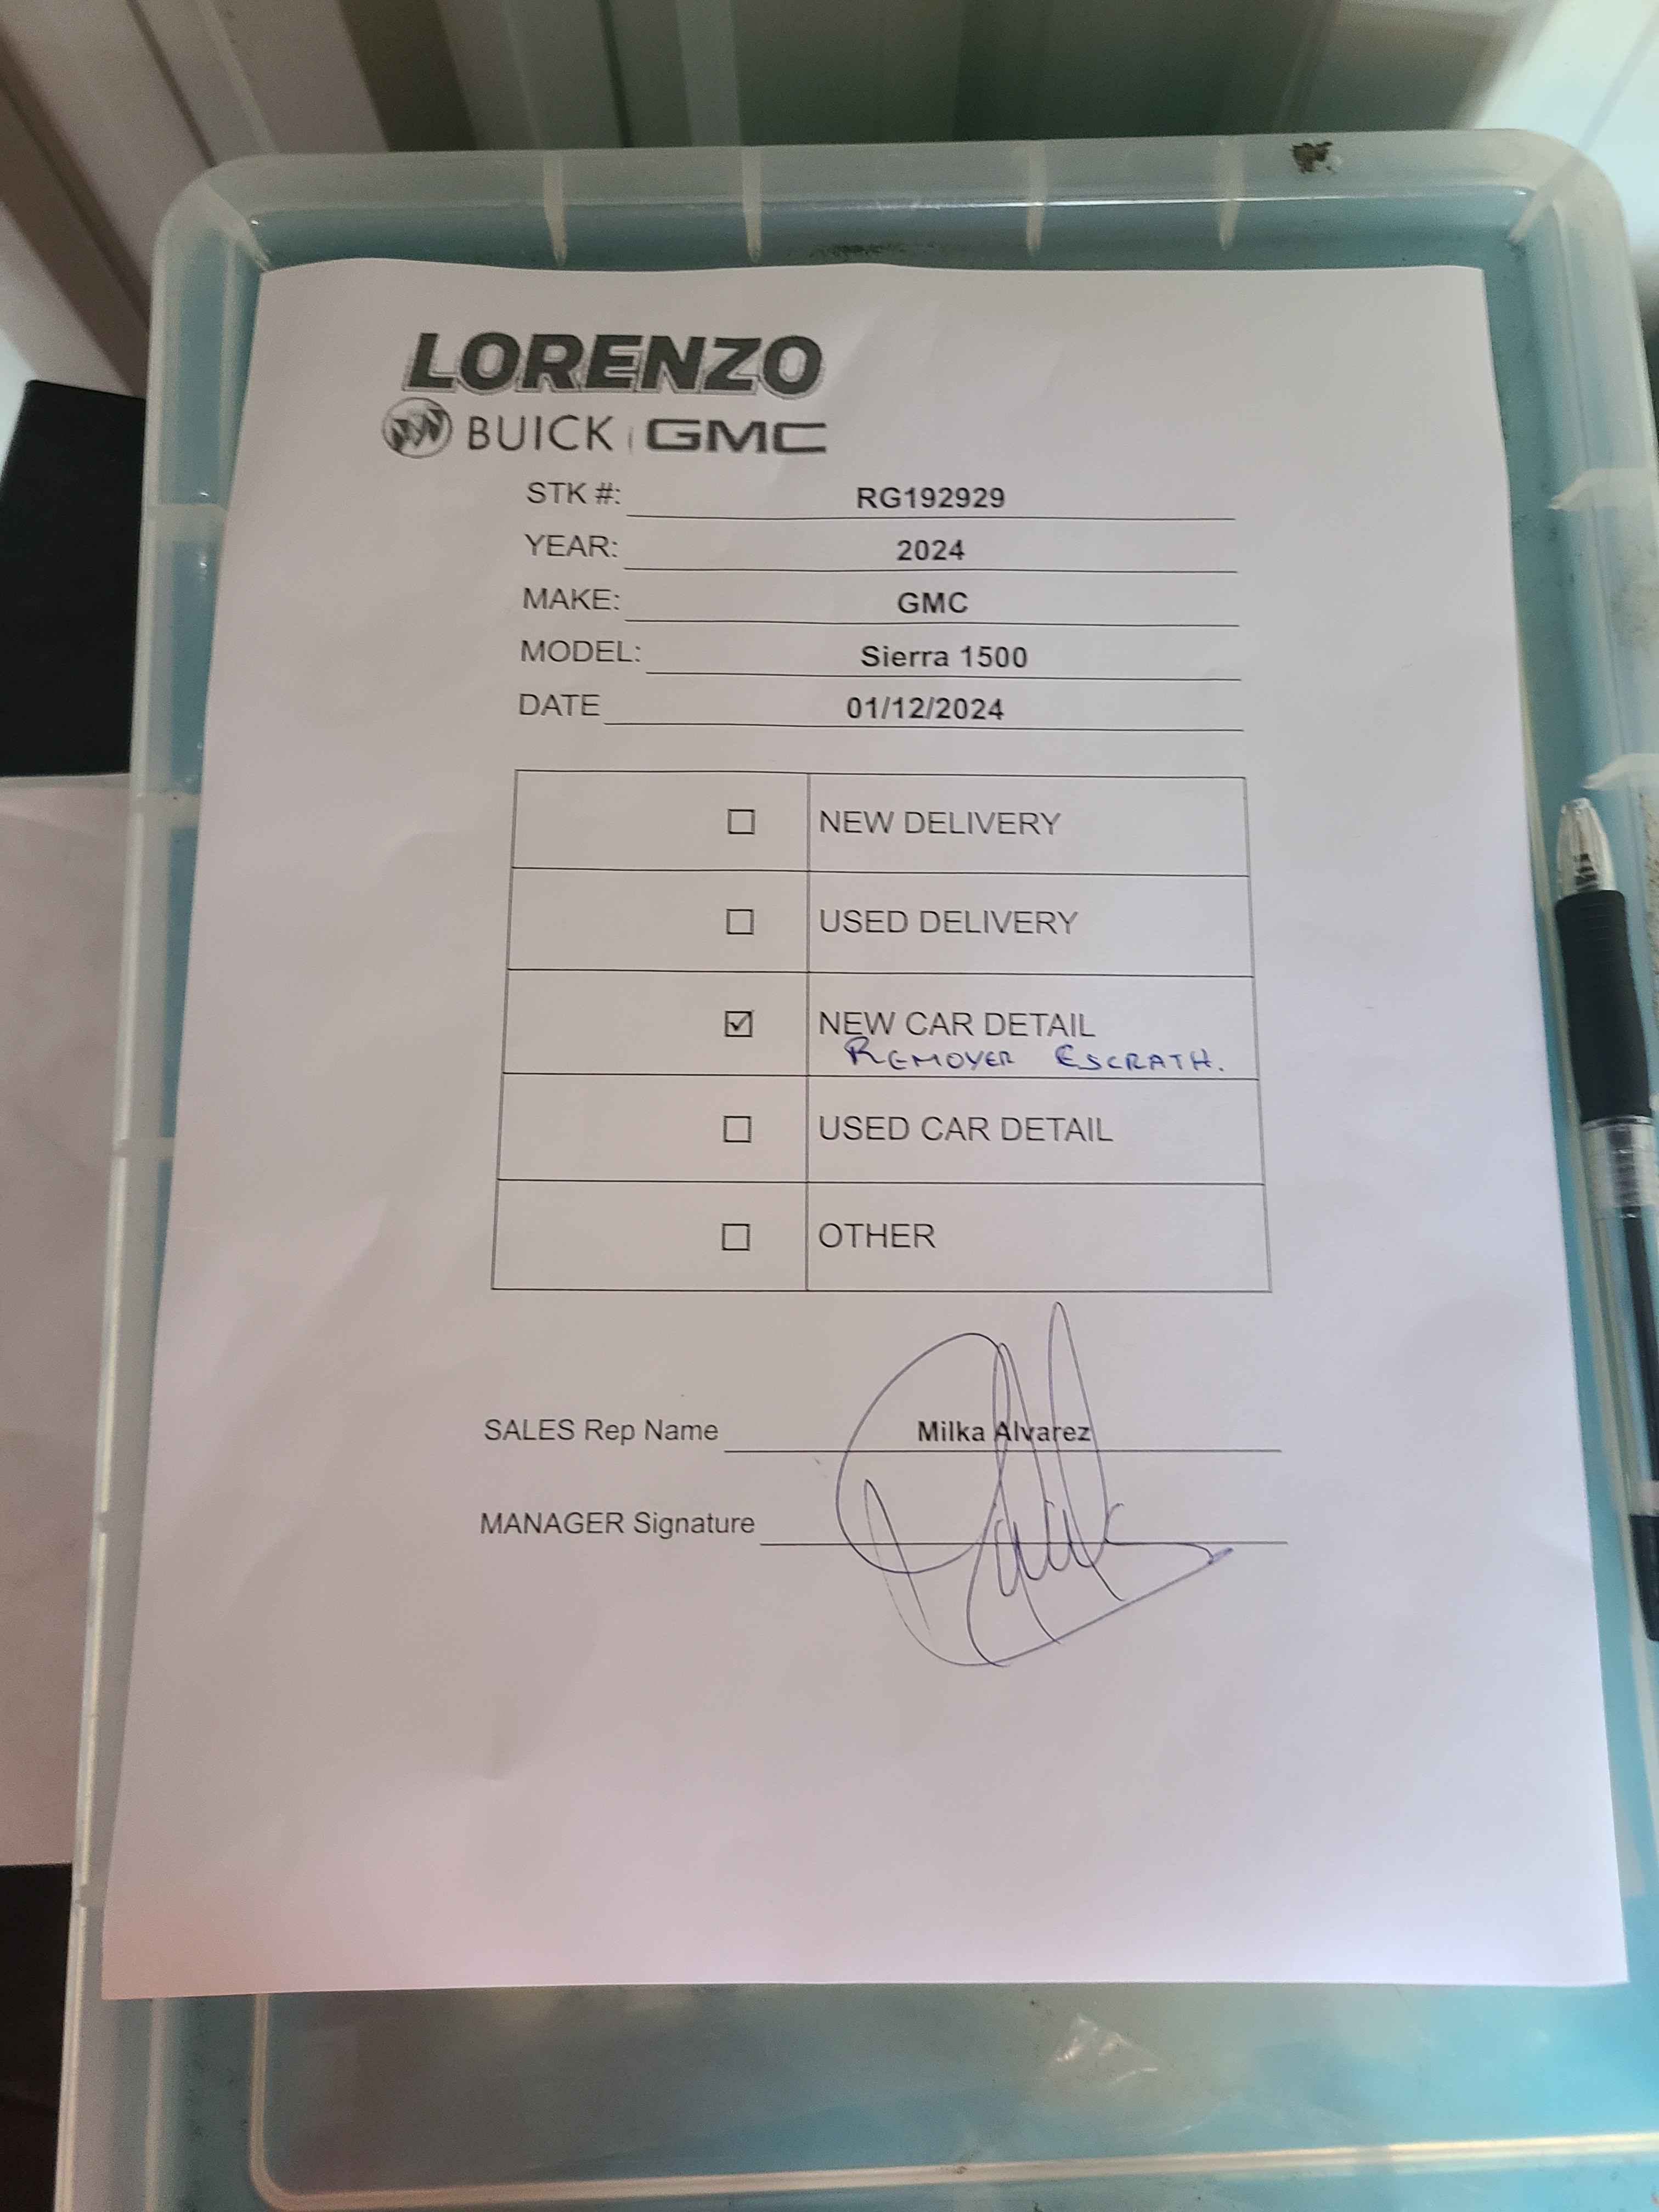 LORENZO
BUICK | GMC
STK #: RG192929
YEAR: 2024
MAKE: GMC
MODEL: Sierra 1500
DATE 01/12/2024
☐ NEW DELIVERY
☐ USED DELIVERY
☑ NEW CAR DETAIL
REMOVER ESCRATH.
☐ USED CAR DETAIL
☐ OTHER
SALES Rep Name Milka Alvarez
MANAGER Signature